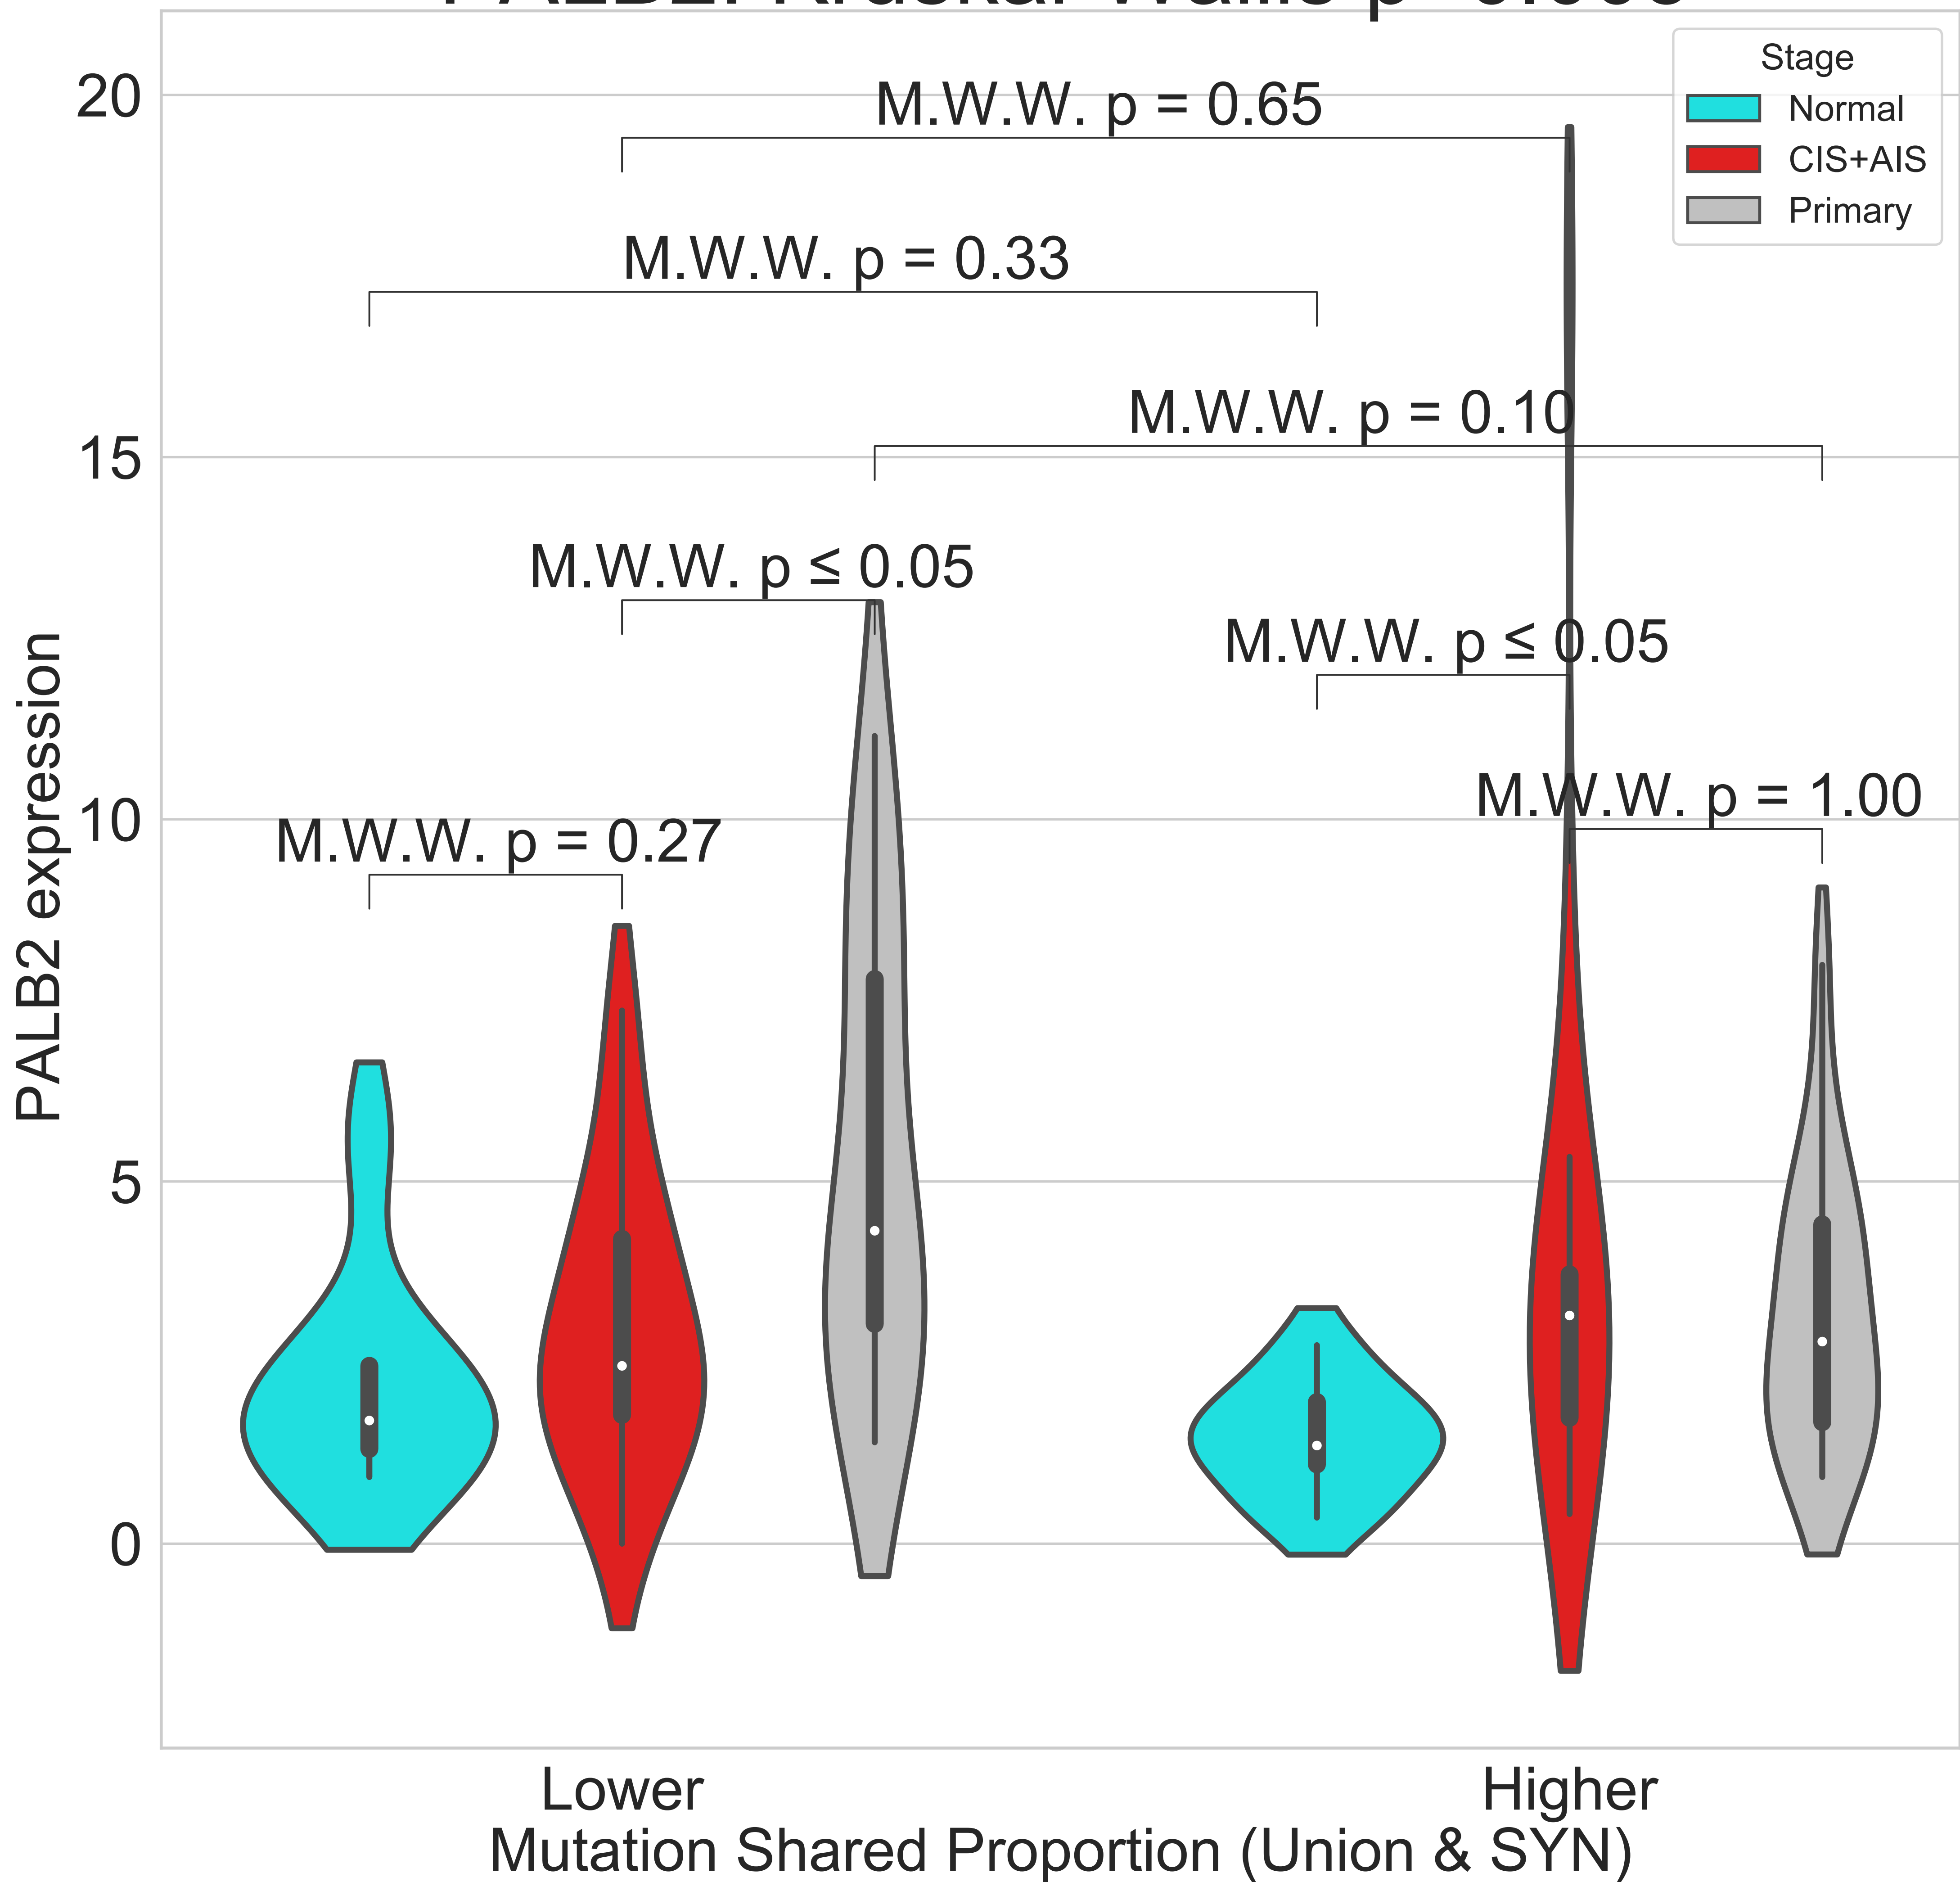 Stage
Normal
CIS+AIS
Primary
20
15
10
5
0
PALB2 expression
M.W.W. p = 0.65
M.W.W. p = 0.33
M.W.W. p = 0.10
M.W.W. p ≤ 0.05
M.W.W. p ≤ 0.05
M.W.W. p = 1.00
M.W.W. p = 0.27
Lower
Higher
Mutation Shared Proportion (Union & SYN)